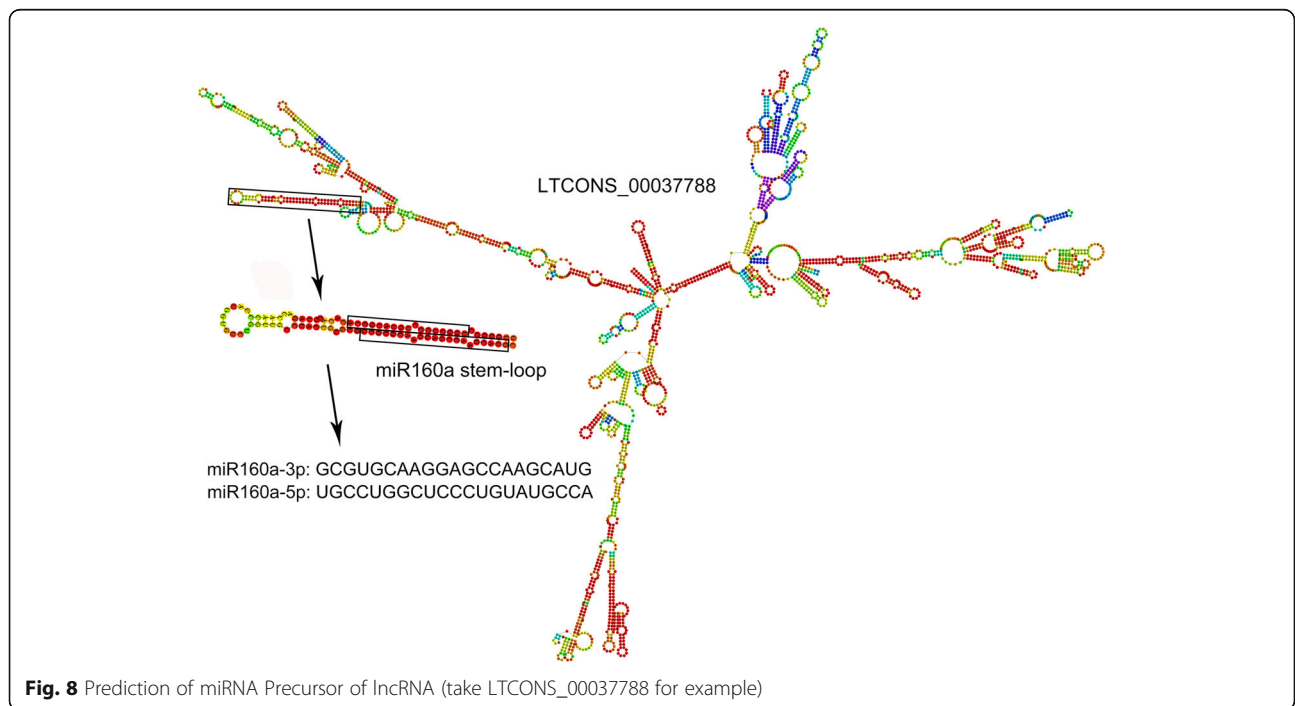 LTCONS_00037788
miR160a stem-loop
miR160a-3p: GCGUGCAAGGAGCCAAGCAUG
miR160a-5p: UGCCUGGCUCCCUGUAUGCCA
Fig. 8 Prediction of miRNA Precursor of lncRNA (take LTCONS_00037788 for example)